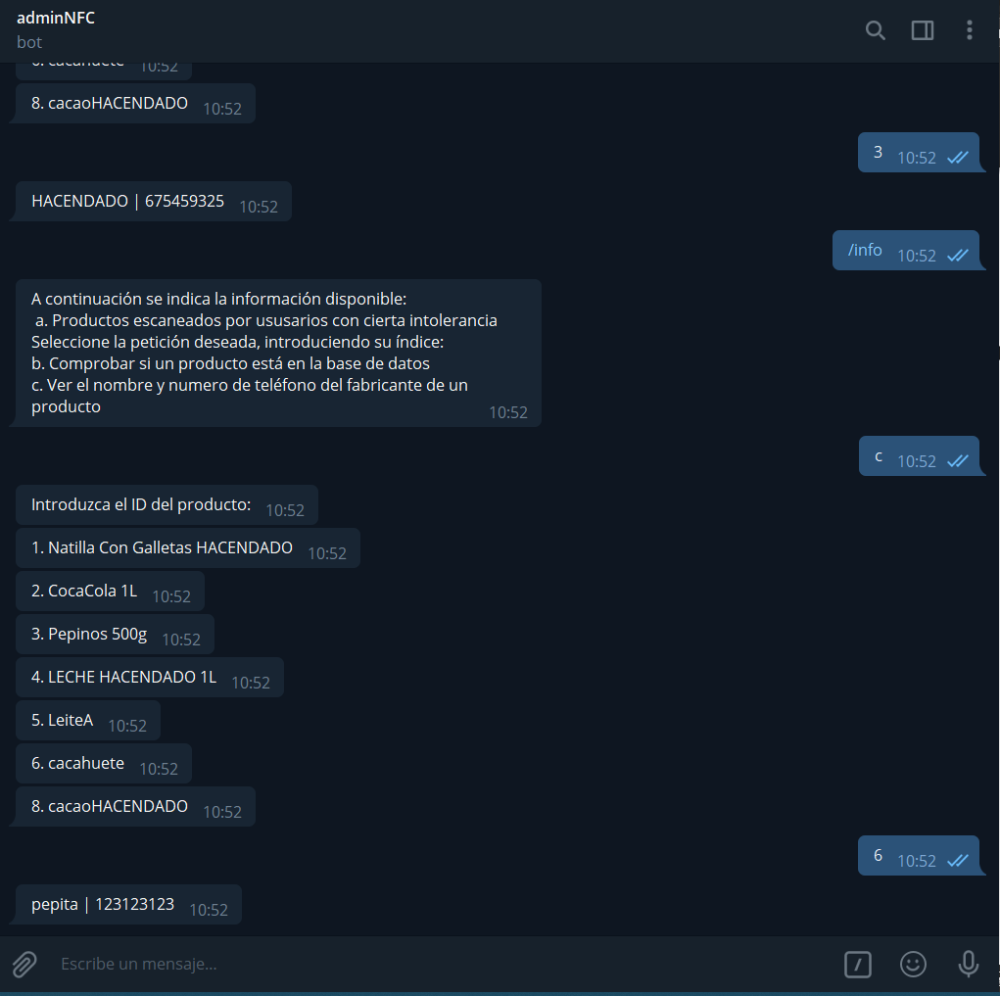 adminNFC
bot
6. cacahuete 10:52
8. cacaoHACENDADO 10:52
3 10:52
HACENDADO | 675459325 10:52
/info 10:52
A continuación se indica la información disponible:
a. Productos escaneados por ususarios con cierta intolerancia
Seleccione la petición deseada, introduciendo su índice:
b. Comprobar si un producto está en la base de datos
c. Ver el nombre y numero de teléfono del fabricante de un
producto 10:52
c 10:52
Introduzca el ID del producto: 10:52
1. Natilla Con Galletas HACENDADO 10:52
2. CocaCola 1L 10:52
3. Pepinos 500g 10:52
4. LECHE HACENDADO 1L 10:52
5. LeiteA 10:52
6. cacahuete 10:52
8. cacaoHACENDADO 10:52
6 10:52
pepita | 123123123 10:52
Escribe un mensaje...